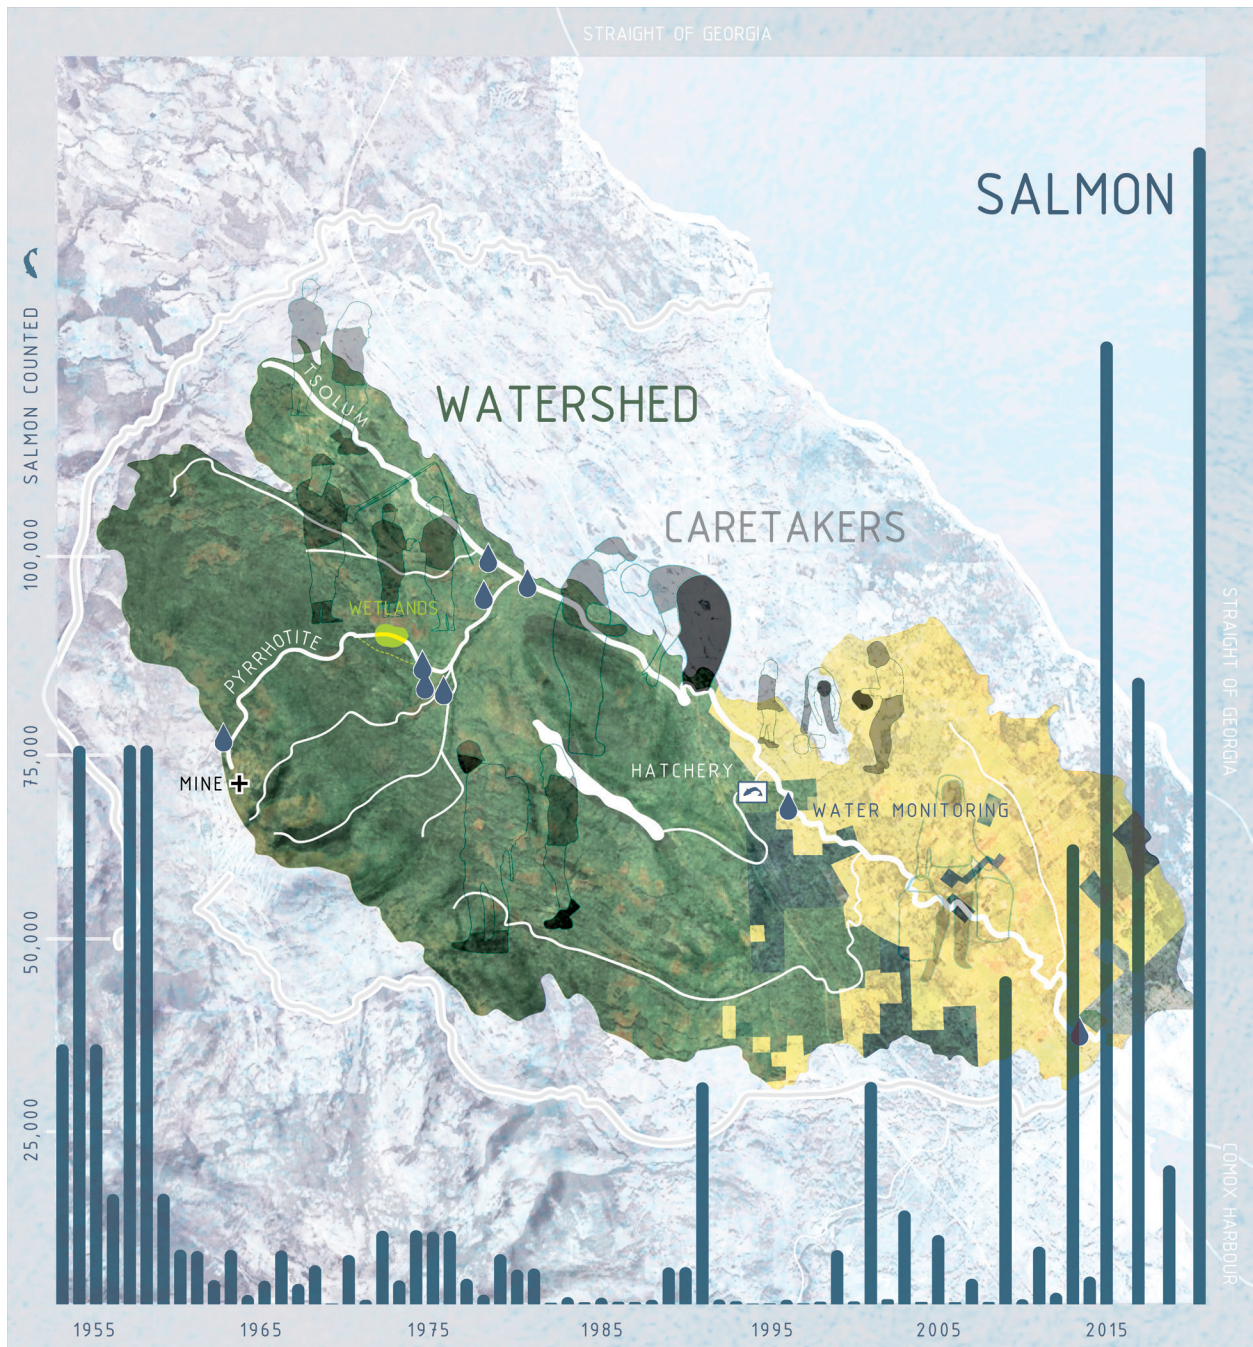 STRAIGHT OF GEORGIA
SALMON
SALMON COUNTED
TSOLUM
WATERSHED
CARETAKERS
100,000
WETLANDS
PYRRHOTITE
STRAIGHT OF GEORGIA
75,000
MINE
HATCHERY
WATER MONITORING
50,000
25,000
COMOX HARBOUR
1955 1965 1975 1985 1995 2005 2015